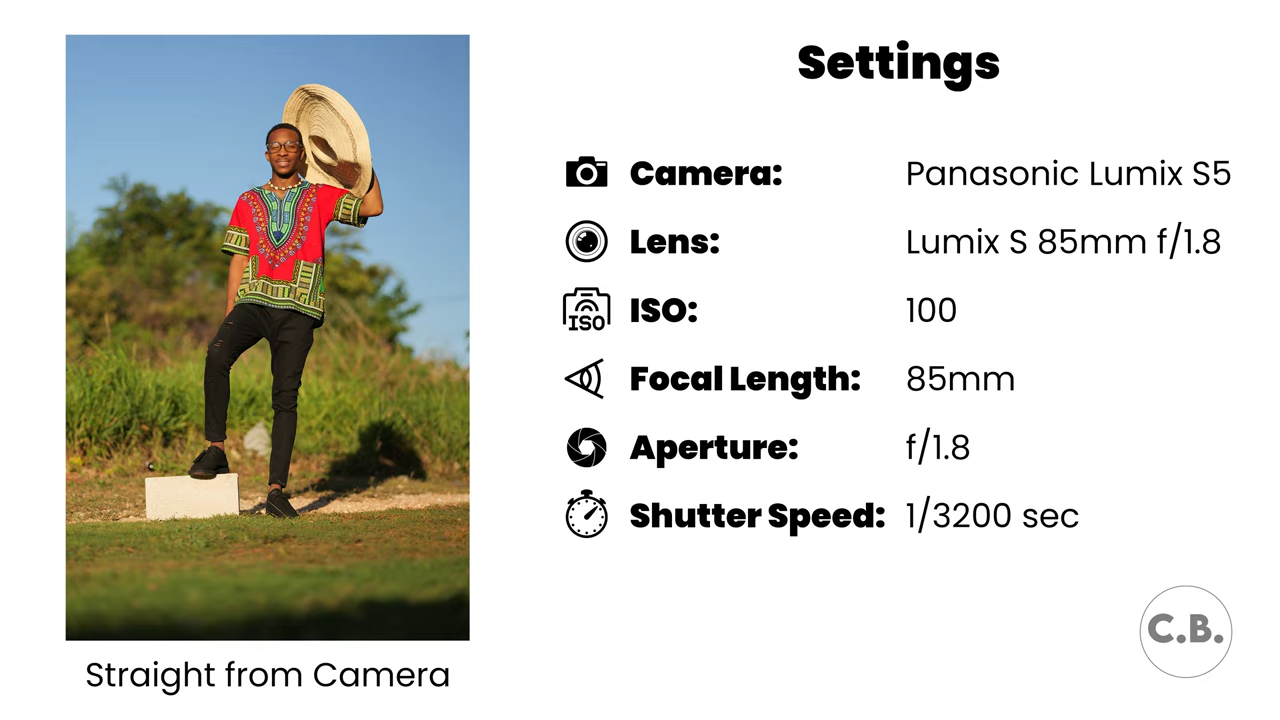 Settings
Camera: Panasonic Lumix S5
Lens: Lumix S 85mm f/1.8
ISO
ISO: 100
Focal Length: 85mm
Aperture: f/1.8
Shutter Speed: 1/3200 sec
C.B.
Straight from Camera